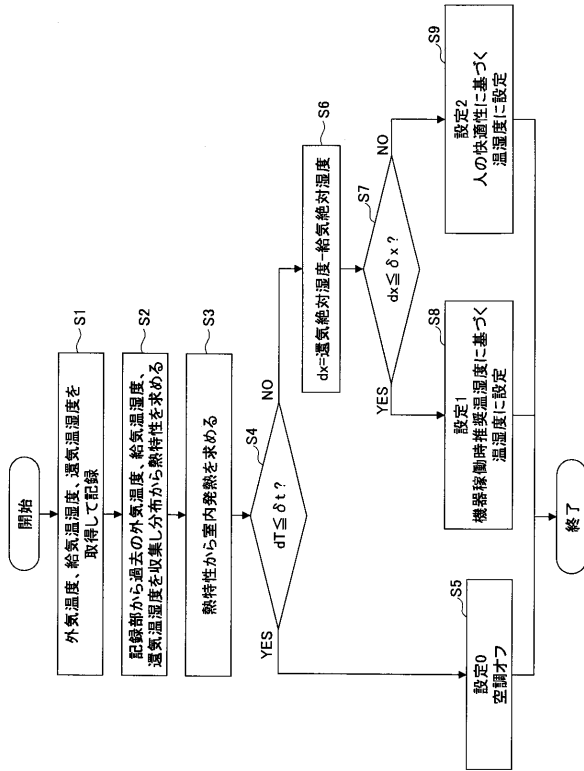 開始
S1
外気温度、給気温湿度、還気温湿度を
取得して記録
S2
記録部から過去の外気温度、給気温湿度、
還気温湿度を収集し分布から熱特性を求める
S3
熱特性から室内発熱を求める
S4
dT≦δt？
YES
NO
S5
設定0
空調オフ
S6
dx=還気絶対湿度−給気絶対湿度
S7
dx≦δx？
YES
NO
S8
設定1
機器稼働時推奨温湿度に基づく
温湿度に設定
S9
設定2
人の快適性に基づく
温湿度に設定
終了